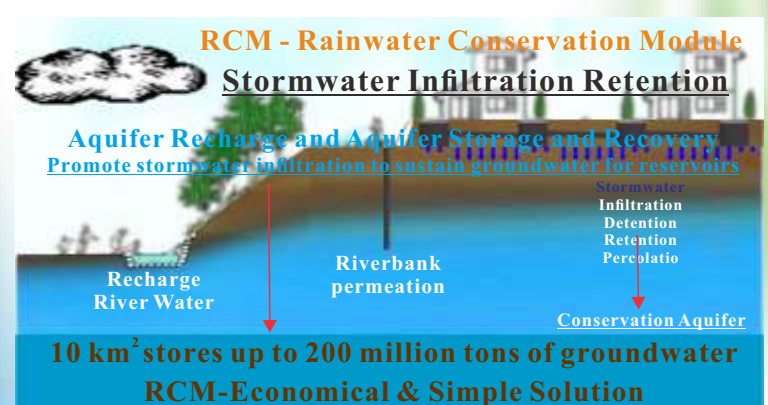 RCM - Rainwater Conservation Module
Stormwater Infiltration Retention
Aquifer Recharge and Aquifer Storage and Recovery
Promote stormwater infiltration to sustain groundwater for reservoirs
Stormwater
Infiltration
Detention
Retention
Percolatio
Riverbank
permeation
Recharge
River Water
Conservation Aquifer
10 km² stores up to 200 million tons of groundwater
RCM-Economical & Simple Solution